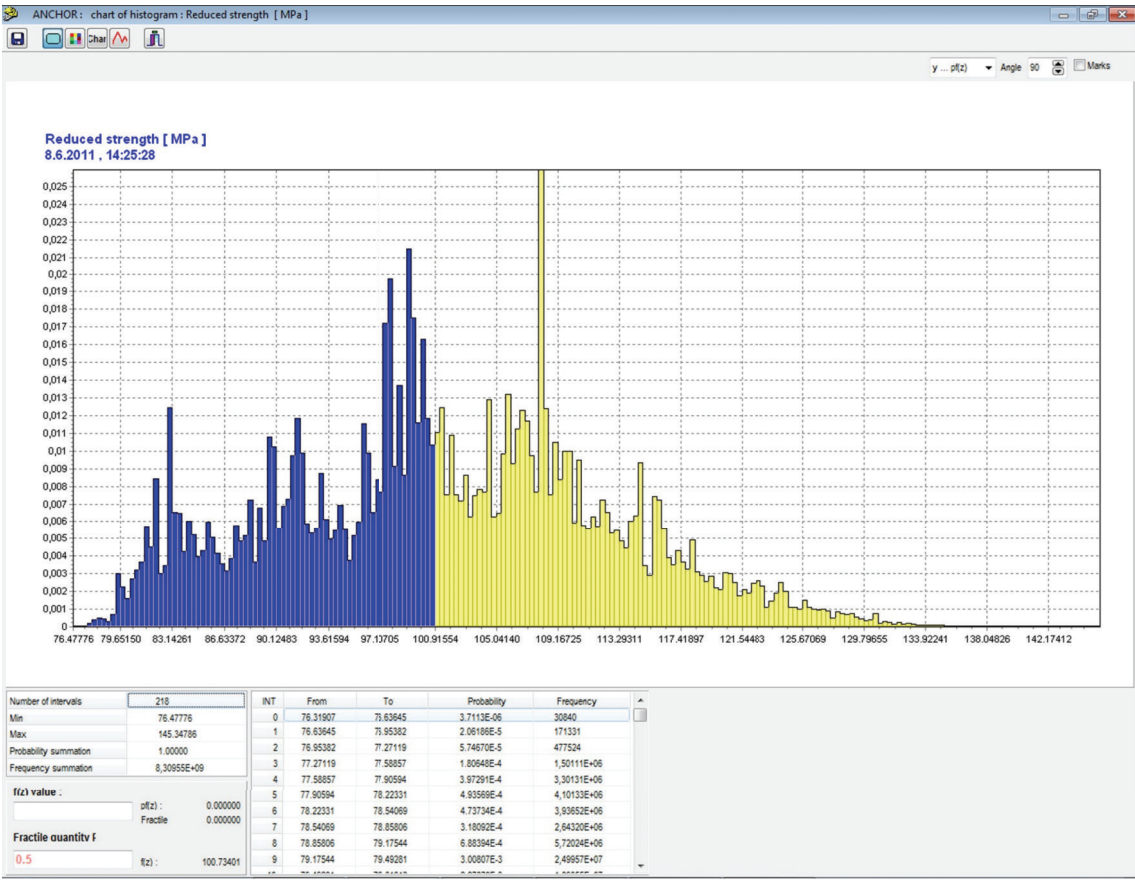 ANCHOR : chart of histogram : Reduced strength [ MPa ]
Char
y ... pf(z) Angle 90 Marks
Reduced strength [ MPa ]
8.6.2011 , 14:25:28
0,025
0,024
0,023
0,022
0,021
0,02
0,019
0,018
0,017
0,016
0,015
0,014
0,013
0,012
0,011
0,01
0,009
0,008
0,007
0,006
0,005
0,004
0,003
0,002
0,001
0
76.47776 79.65150 83.14261 86.63372 90.12483 93.61594 97.10705 100.91554 105.04140 109.16725 113.29311 117.41897 121.54483 125.67069 129.79655 133.92241 138.04826 142.17412
Number of intervals 218
Min 76.47776
Max 145.34786
Probability summation 1.00000
Frequency summation 8,30955E+09
f(z) value :
pf(z) : 0.000000
Fractile 0.000000
Fractile quantity F
0.5 f(z) : 100.73401
INT From To Probability Frequency
0 76.31907 76.63645 3.7113E-06 30840
1 76.63645 76.95382 2.06186E-5 171331
2 76.95382 77.27119 5.74670E-5 477524
3 77.27119 77.58857 1.80648E-4 1,50111E+06
4 77.58857 77.90594 3.97291E-4 3,30131E+06
5 77.90594 78.22331 4.93569E-4 4,10133E+06
6 78.22331 78.54069 4.73734E-4 3,93652E+06
7 78.54069 78.85806 3.18092E-4 2,64320E+06
8 78.85806 79.17544 6.88394E-4 5,72024E+06
9 79.17544 79.49281 3.00807E-3 2,49957E+07